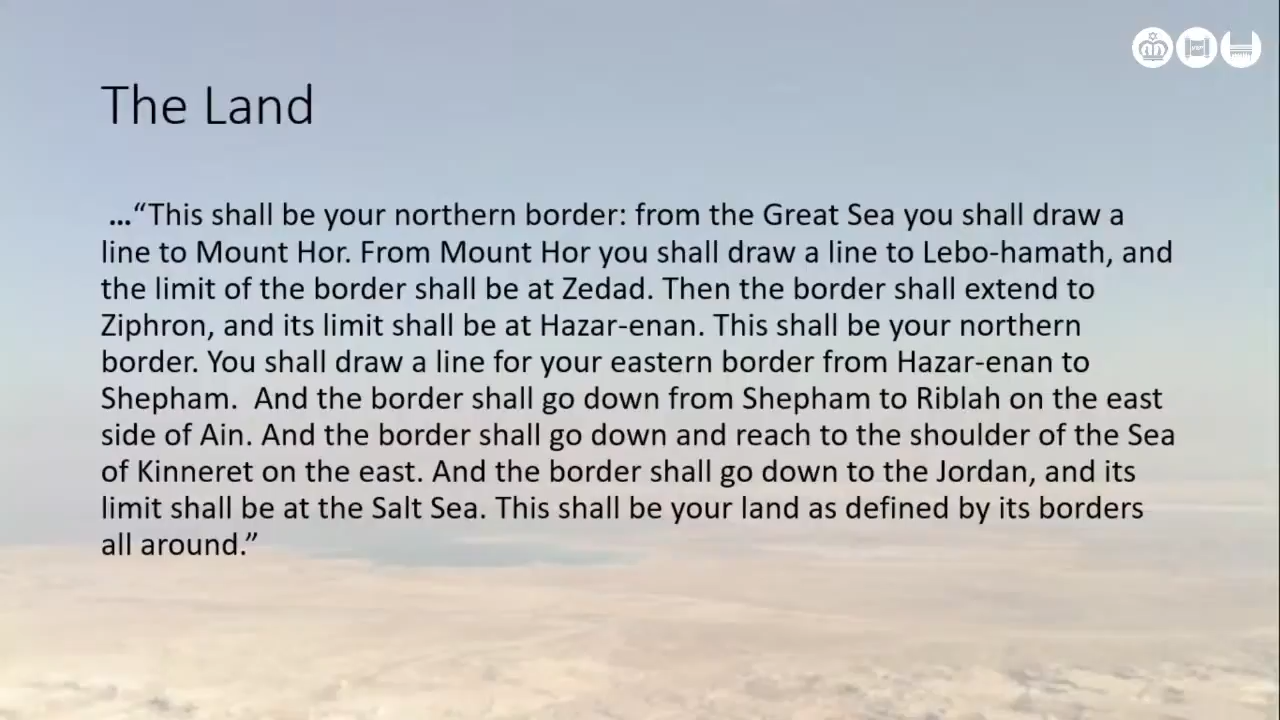 The Land
…“This shall be your northern border: from the Great Sea you shall draw a
line to Mount Hor. From Mount Hor you shall draw a line to Lebo-hamath, and
the limit of the border shall be at Zedad. Then the border shall extend to
Ziphron, and its limit shall be at Hazar-enan. This shall be your northern
border. You shall draw a line for your eastern border from Hazar-enan to
Shepham.  And the border shall go down from Shepham to Riblah on the east
side of Ain. And the border shall go down and reach to the shoulder of the Sea
of Kinneret on the east. And the border shall go down to the Jordan, and its
limit shall be at the Salt Sea. This shall be your land as defined by its borders
all around.”